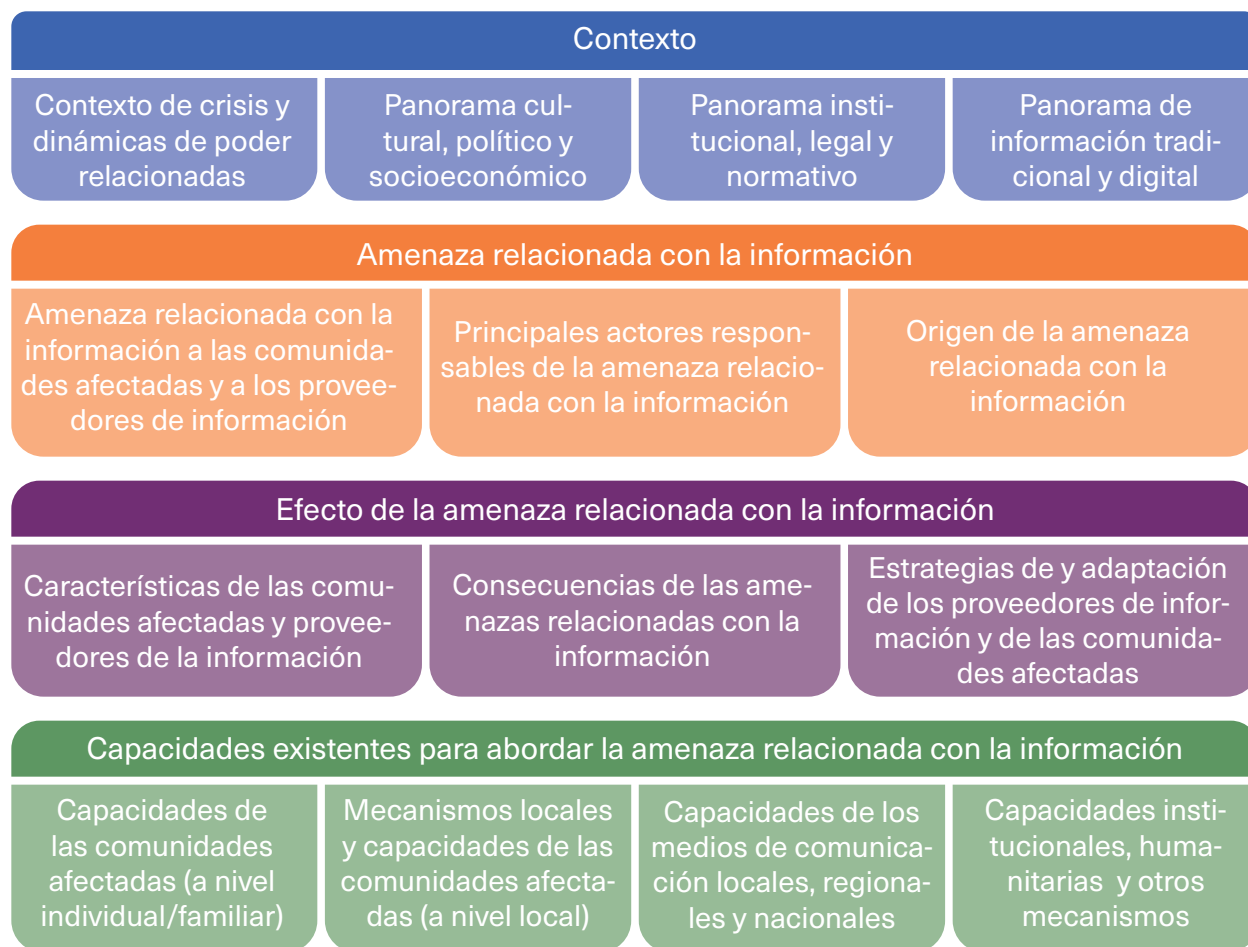 Contexto
Contexto de crisis y
dinámicas de poder
relacionadas
Panorama cul-
tural, político y
socioeconómico
Panorama insti-
tucional, legal y
normativo
Panorama de
información tradi-
cional y digital
Amenaza relacionada con la información
Amenaza relacionada con la
información a las comunida-
des afectadas y a los provee-
dores de información
Principales actores respon-
sables de la amenaza relacio-
nada con la información
Origen de la amenaza
relacionada con la
información
Efecto de la amenaza relacionada con la información
Características de las comu-
nidades afectadas y provee-
dores de la información
Consecuencias de las ame-
nazas relacionadas con la
información
Estrategias de y adaptación
de los proveedores de infor-
mación y de las comunida-
des afectadas
Capacidades existentes para abordar la amenaza relacionada con la información
Capacidades de
las comunidades
afectadas (a nivel
individual/familiar)
Mecanismos locales
y capacidades de las
comunidades afecta-
das (a nivel local)
Capacidades de los
medios de comunica-
ción locales, regiona-
les y nacionales
Capacidades insti-
tucionales, huma-
nitarias y otros
mecanismos